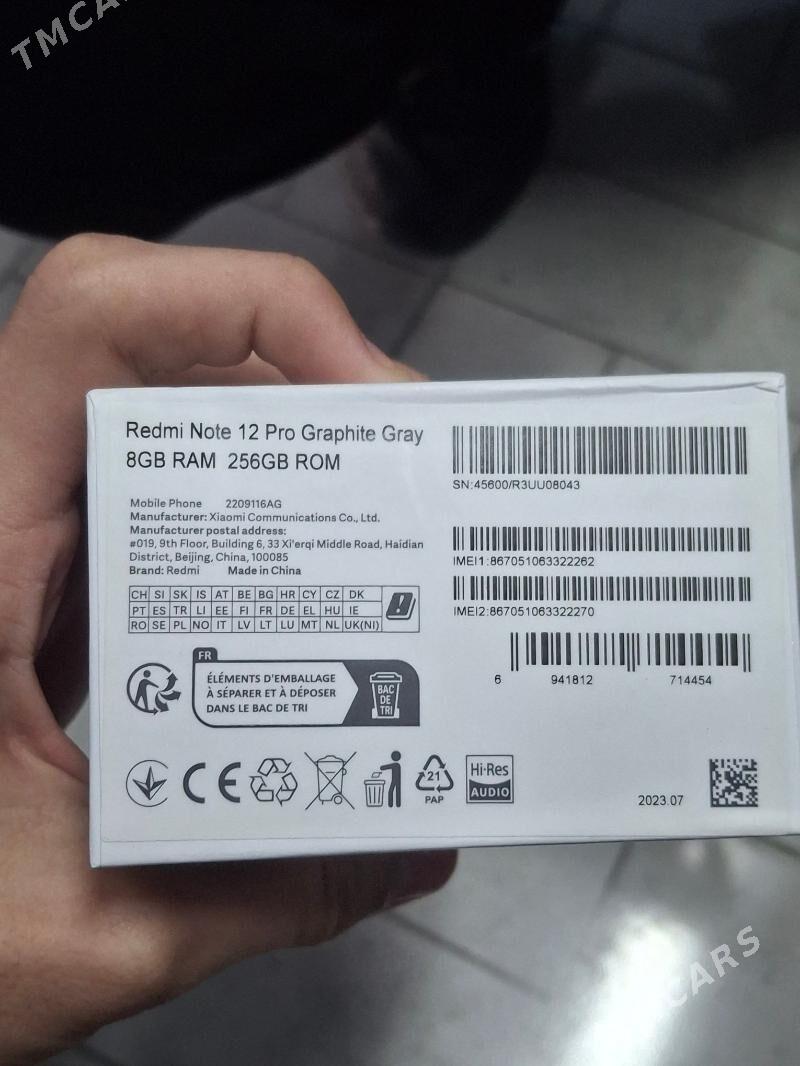 TMCA
Redmi Note 12 Pro Graphite Gray
8GB RAM 256GB ROM
Mobile Phone 2209116AG
Manufacturer: Xiaomi Communications Co., Ltd.
Manufacturer postal address:
#019, 9th Floor, Building 6, 33 Xi'erqi Middle Road, Haidian
District, Beijing, China, 100085
Brand: Redmi Made in China
CH SI SK IS AT BE BG HR CY CZ DK
PT ES TR LI EE FI FR DE EL HU IE
RO SE PL NO IT LV LT LU MT NL UK(NI)
FR
ÉLÉMENTS D'EMBALLAGE
À SÉPARER ET À DÉPOSER
DANS LE BAC DE TRI
BAC
DE
TRI
21
PAP
Hi-Res
AUDIO
SN:45600/R3UU08043
IMEI1:867051063322262
IMEI2:867051063322270
6 941812 714454
2023.07
CARS